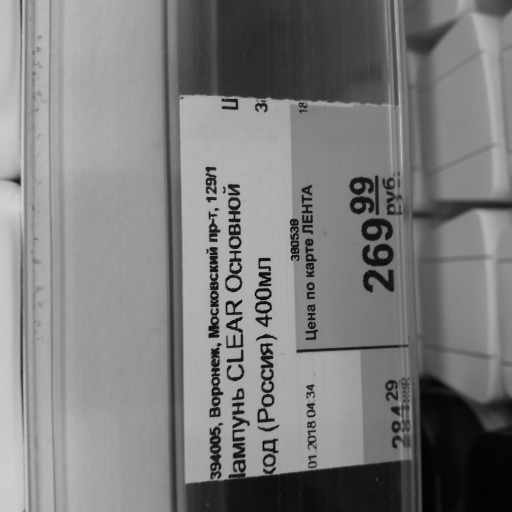 394005, Воронеж, Московский пр-т, 129/1
ампунь CLEAR Основной
ход (Россия) 400мл
380538
Цена по карте ЛЕНТА
269 99
руб.
01.2018 04:34
284 29